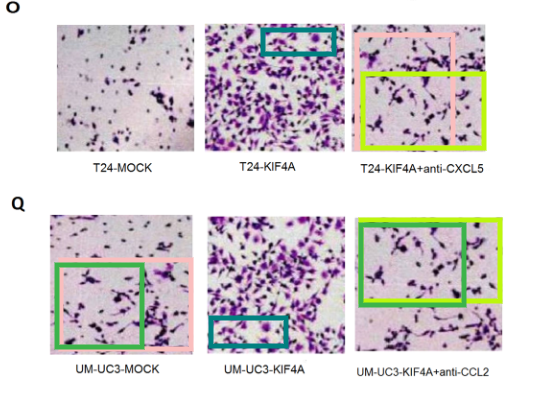 O
T24-MOCK
T24-KIF4A
T24-KIF4A+anti-CXCL5
Q
UM-UC3-MOCK
UM-UC3-KIF4A
UM-UC3-KIF4A+anti-CCL2